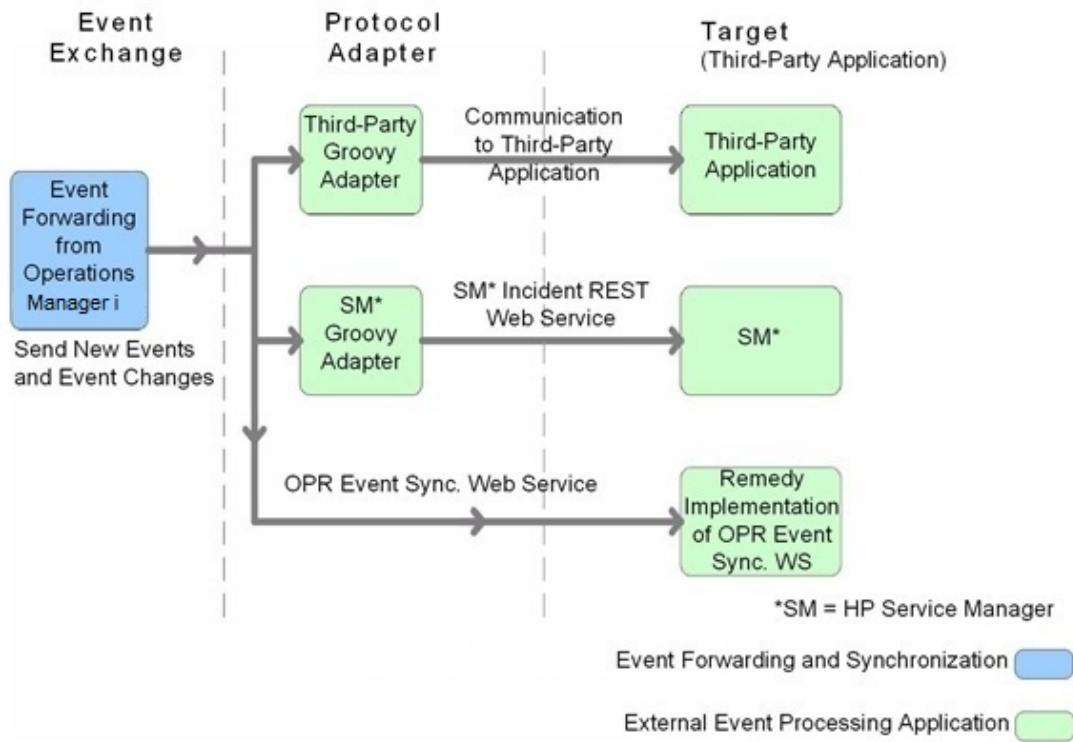 Event
Exchange
Protocol
Adapter
Target
(Third-Party Application)
Event
Forwarding
from
Operations
Manager i
Send New Events
and Event Changes
Third-Party
Groovy
Adapter
Communication
to Third-Party
Application
Third-Party
Application
SM*
Groovy
Adapter
SM* Incident REST
Web Service
SM*
OPR Event Sync. Web Service
Remedy
Implementation
of OPR Event
Sync. WS
*SM = HP Service Manager
Event Forwarding and Synchronization
External Event Processing Application